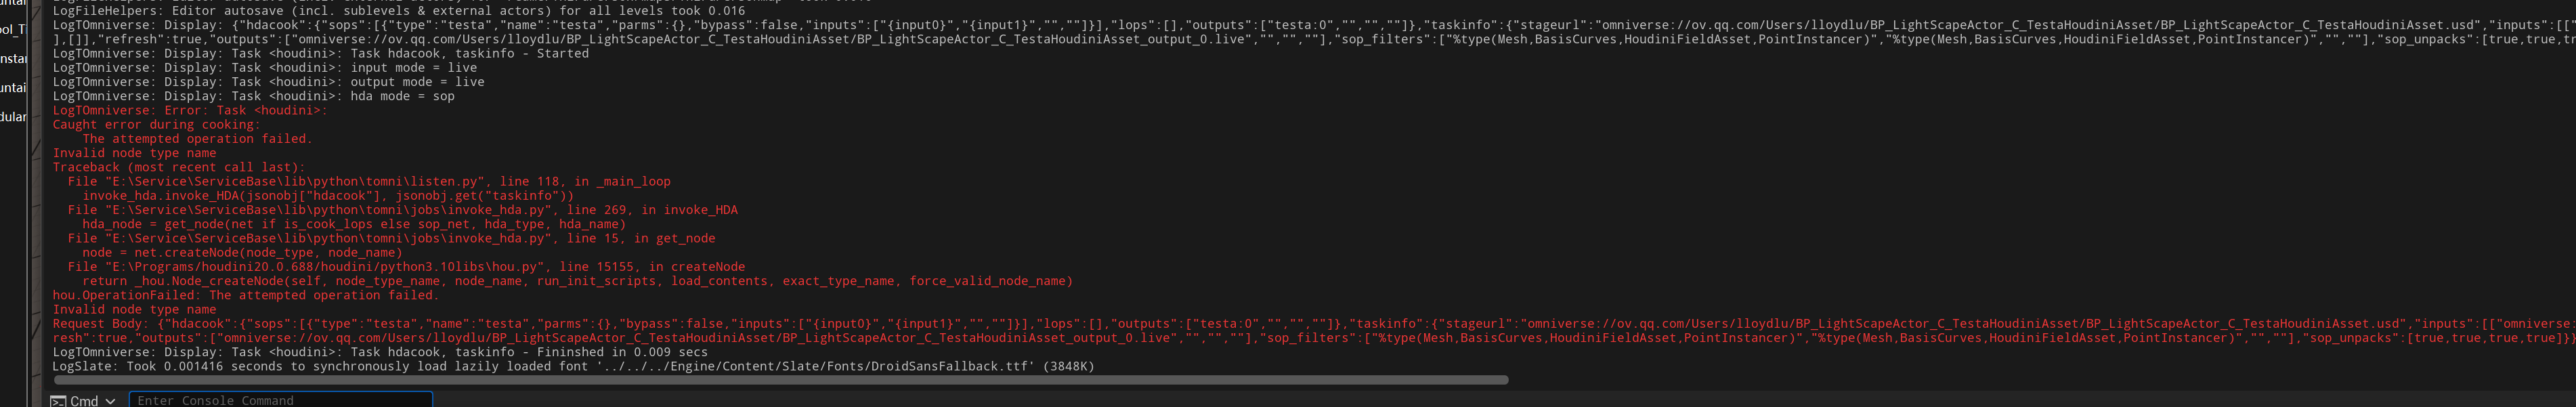 LogFileHelpers: Editor autosave (incl. sublevels & external actors) for all levels took 0.016
LogTOmniverse: Display: {"hdacook":{"sops":[{"type":"testa","name":"testa","parms":{},"bypass":false,"inputs":["{input0}","{input1}","",""]}],"lops":[],"outputs":["testa:0","","",""]},"taskinfo":{"stageurl":"omniverse://ov.qq.com/Users/lloydlu/BP_LightScapeActor_C_TestaHoudiniAsset/BP_LightScapeActor_C_TestaHoudiniAsset.usd","inputs":[["
],[]],"refresh":true,"outputs":["omniverse://ov.qq.com/Users/lloydlu/BP_LightScapeActor_C_TestaHoudiniAsset/BP_LightScapeActor_C_TestaHoudiniAsset_output_0.live","","",""],"sop_filters":["%type(Mesh,BasisCurves,HoudiniFieldAsset,PointInstancer)","%type(Mesh,BasisCurves,HoudiniFieldAsset,PointInstancer)","",""],"sop_unpacks":[true,true,tr
LogTOmniverse: Display: Task <houdini>: Task hdacook, taskinfo - Started
LogTOmniverse: Display: Task <houdini>: input mode = live
LogTOmniverse: Display: Task <houdini>: output mode = live
LogTOmniverse: Display: Task <houdini>: hda mode = sop
LogTOmniverse: Error: Task <houdini>:
Caught error during cooking:
    The attempted operation failed.
Invalid node type name
Traceback (most recent call last):
  File "E:\Service\ServiceBase\lib\python\tomni\listen.py", line 118, in _main_loop
    invoke_hda.invoke_HDA(jsonobj["hdacook"], jsonobj.get("taskinfo"))
  File "E:\Service\ServiceBase\lib\python\tomni\jobs\invoke_hda.py", line 269, in invoke_HDA
    hda_node = get_node(net if is_cook_lops else sop_net, hda_type, hda_name)
  File "E:\Service\ServiceBase\lib\python\tomni\jobs\invoke_hda.py", line 15, in get_node
    node = net.createNode(node_type, node_name)
  File "E:\Programs/houdini20.0.688/houdini/python3.10libs\hou.py", line 15155, in createNode
    return _hou.Node_createNode(self, node_type_name, node_name, run_init_scripts, load_contents, exact_type_name, force_valid_node_name)
hou.OperationFailed: The attempted operation failed.
Invalid node type name
Request Body: {"hdacook":{"sops":[{"type":"testa","name":"testa","parms":{},"bypass":false,"inputs":["{input0}","{input1}","",""]}],"lops":[],"outputs":["testa:0","","",""]},"taskinfo":{"stageurl":"omniverse://ov.qq.com/Users/lloydlu/BP_LightScapeActor_C_TestaHoudiniAsset/BP_LightScapeActor_C_TestaHoudiniAsset.usd","inputs":[["omniverse:
resh":true,"outputs":["omniverse://ov.qq.com/Users/lloydlu/BP_LightScapeActor_C_TestaHoudiniAsset/BP_LightScapeActor_C_TestaHoudiniAsset_output_0.live","","",""],"sop_filters":["%type(Mesh,BasisCurves,HoudiniFieldAsset,PointInstancer)","%type(Mesh,BasisCurves,HoudiniFieldAsset,PointInstancer)","",""],"sop_unpacks":[true,true,true,true]}}
LogTOmniverse: Display: Task <houdini>: Task hdacook, taskinfo - Fininshed in 0.009 secs
LogSlate: Took 0.001416 seconds to synchronously load lazily loaded font '../../../Engine/Content/Slate/Fonts/DroidSansFallback.ttf' (3848K)
Cmd
Enter Console Command